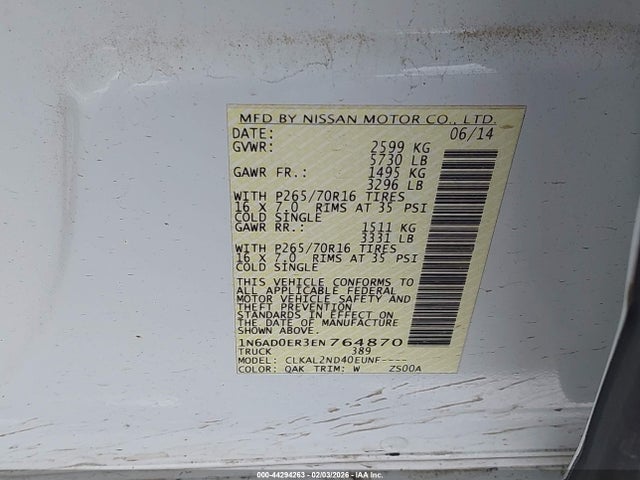 MFD BY NISSAN MOTOR CO., LTD.
DATE: 06/14
GVWR: 2599 KG
5730 LB
GAWR FR.: 1495 KG
3296 LB
WITH P265/70R16 TIRES
16 X 7.0 RIMS AT 35 PSI
COLD SINGLE
GAWR RR.: 1511 KG
3331 LB
WITH P265/70R16 TIRES
16 X 7.0 RIMS AT 35 PSI
COLD SINGLE
THIS VEHICLE CONFORMS TO
ALL APPLICABLE FEDERAL
MOTOR VEHICLE SAFETY AND
THEFT PREVENTION
STANDARDS IN EFFECT ON
DATE OF MANUFACTURE
SHOWN ABOVE.
1N6AD0ER3EN764870
TRUCK 389
MODEL: CLKAL2ND40EUNF----
COLOR: QAK TRIM: W ZS00A
000-44294263 - 02/03/2026 - IAA